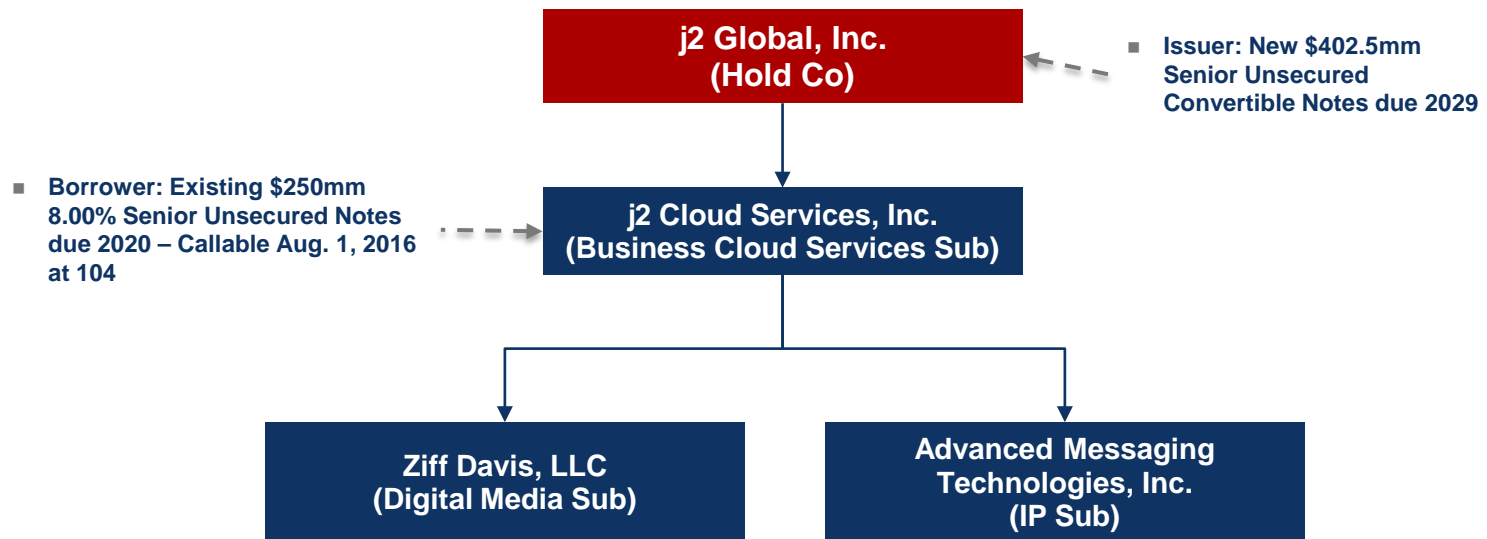 j2 Global, Inc.
(Hold Co)
▪ Issuer: New $402.5mm
Senior Unsecured
Convertible Notes due 2029
▪ Borrower: Existing $250mm
8.00% Senior Unsecured Notes
due 2020 – Callable Aug. 1, 2016
at 104
j2 Cloud Services, Inc.
(Business Cloud Services Sub)
Ziff Davis, LLC
(Digital Media Sub)
Advanced Messaging
Technologies, Inc.
(IP Sub)